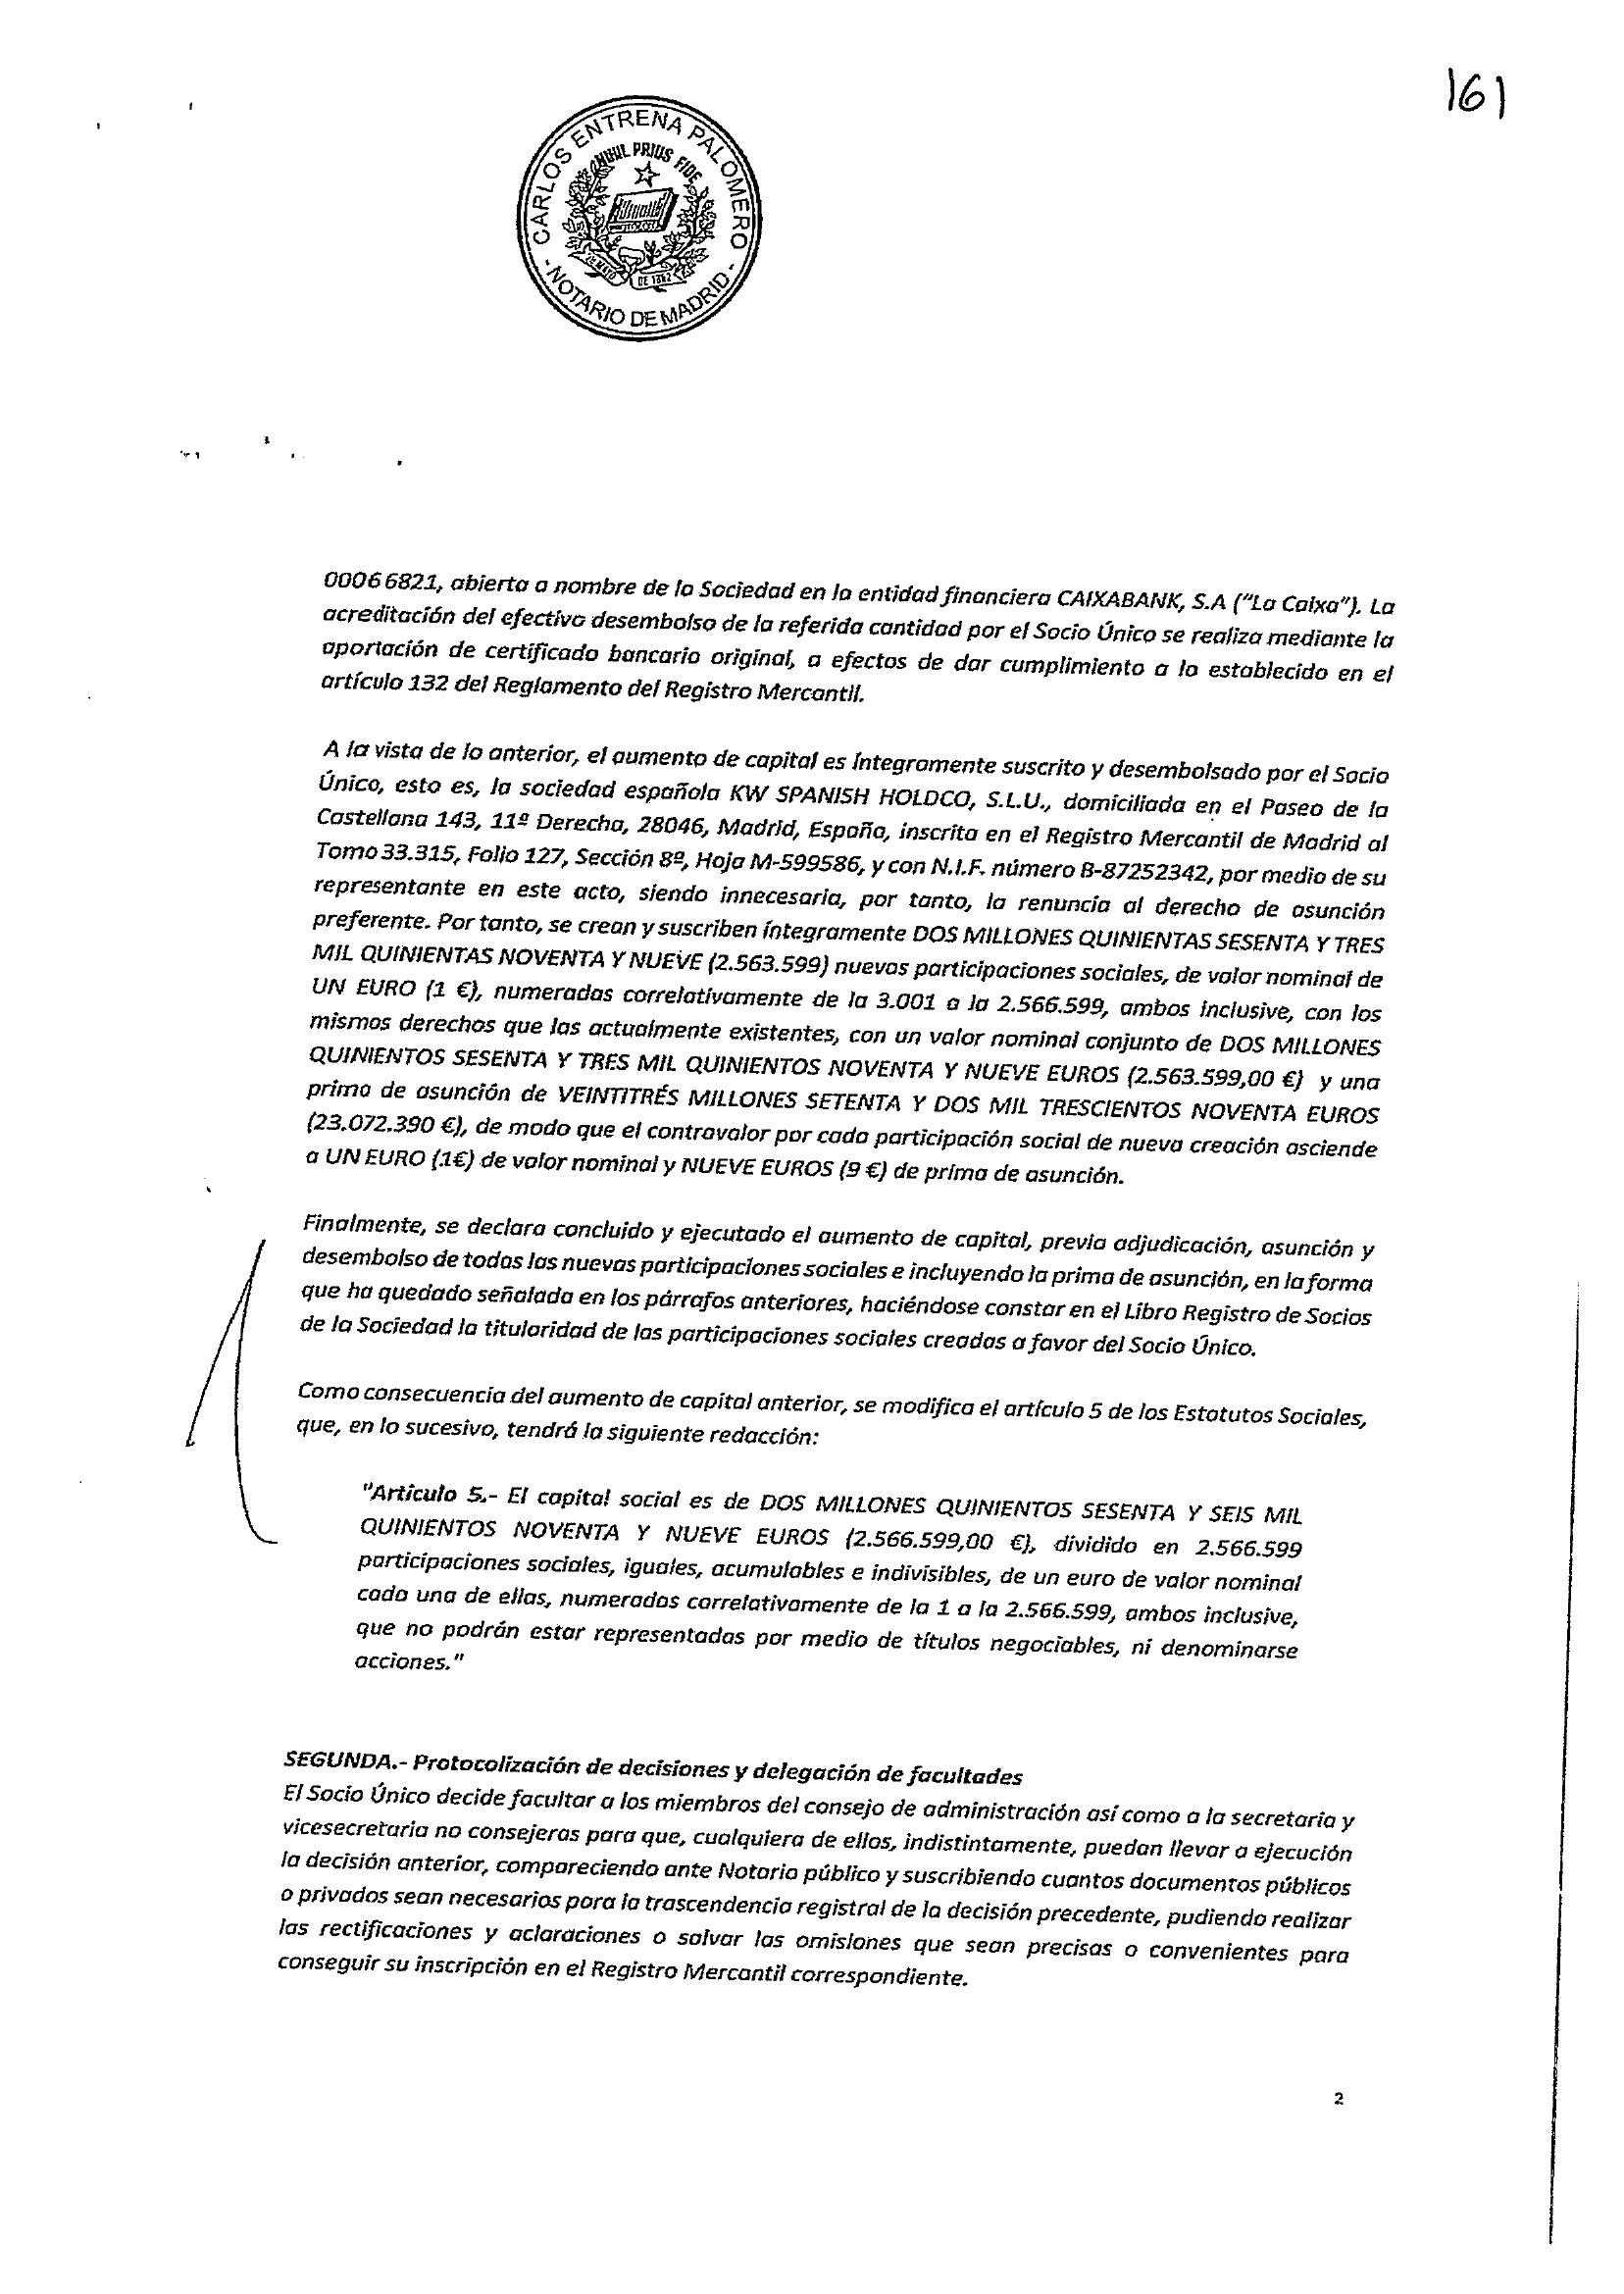 161
CARLOS ENTRENA PALOMERO
NIHIL PRIUS FIDE
DE 1862
- NOTARIO DE MADRID -
00066821, abierta a nombre de la Sociedad en la entidad financiera CAIXABANK, S.A ("La Caixa"). La
acreditación del efectivo desembolso de la referida cantidad por el Socio Único se realiza mediante la
aportación de certificado bancario original, a efectos de dar cumplimiento a lo establecido en el
artículo 132 del Reglamento del Registro Mercantil.
A la vista de lo anterior, el aumento de capital es íntegramente suscrito y desembolsado por el Socio
Único, esto es, la sociedad española KW SPANISH HOLDCO, S.L.U., domiciliada en el Paseo de la
Castellana 143, 11º Derecha, 28046, Madrid, España, inscrita en el Registro Mercantil de Madrid al
Tomo 33.315, Folio 127, Sección 8ª, Hoja M-599586, y con N.I.F. número B-87252342, por medio de su
representante en este acto, siendo innecesaria, por tanto, la renuncia al derecho de asunción
preferente. Por tanto, se crean y suscriben íntegramente DOS MILLONES QUINIENTAS SESENTA Y TRES
MIL QUINIENTAS NOVENTA Y NUEVE (2.563.599) nuevas participaciones sociales, de valor nominal de
UN EURO (1 €), numeradas correlativamente de la 3.001 a la 2.566.599, ambos inclusive, con los
mismos derechos que las actualmente existentes, con un valor nominal conjunto de DOS MILLONES
QUINIENTOS SESENTA Y TRES MIL QUINIENTOS NOVENTA Y NUEVE EUROS (2.563.599,00 €) y una
prima de asunción de VEINTITRÉS MILLONES SETENTA Y DOS MIL TRESCIENTOS NOVENTA EUROS
(23.072.390 €), de modo que el contravalor por cada participación social de nueva creación asciende
a UN EURO (1€) de valor nominal y NUEVE EUROS (9 €) de prima de asunción.
Finalmente, se declara concluido y ejecutado el aumento de capital, previa adjudicación, asunción y
desembolso de todas las nuevas participaciones sociales e incluyendo la prima de asunción, en la forma
que ha quedado señalada en los párrafos anteriores, haciéndose constar en el Libro Registro de Socios
de la Sociedad la titularidad de las participaciones sociales creadas a favor del Socio Único.
Como consecuencia del aumento de capital anterior, se modifica el artículo 5 de los Estatutos Sociales,
que, en lo sucesivo, tendrá la siguiente redacción:
"Artículo 5.- El capital social es de DOS MILLONES QUINIENTOS SESENTA Y SEIS MIL
QUINIENTOS NOVENTA Y NUEVE EUROS (2.566.599,00 €), dividido en 2.566.599
participaciones sociales, iguales, acumulables e indivisibles, de un euro de valor nominal
cada una de ellas, numeradas correlativamente de la 1 a la 2.566.599, ambos inclusive,
que no podrán estar representadas por medio de títulos negociables, ni denominarse
acciones."
SEGUNDA.- Protocolización de decisiones y delegación de facultades
El Socio Único decide facultar a los miembros del consejo de administración así como a la secretaria y
vicesecretaria no consejeras para que, cualquiera de ellos, indistintamente, puedan llevar a ejecución
la decisión anterior, compareciendo ante Notario público y suscribiendo cuantos documentos públicos
o privados sean necesarios para la trascendencia registral de la decisión precedente, pudiendo realizar
las rectificaciones y aclaraciones o salvar las omisiones que sean precisas o convenientes para
conseguir su inscripción en el Registro Mercantil correspondiente.
2